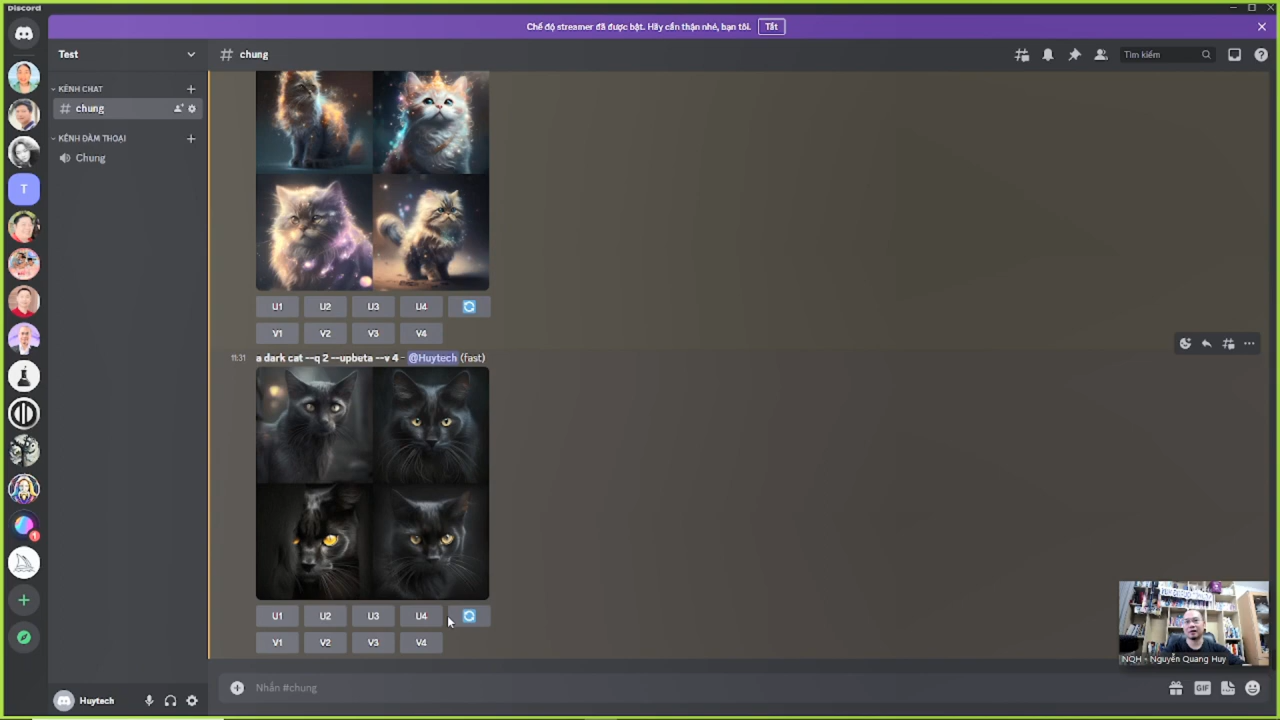 Discord
Chế độ streamer đã được bật. Hãy cẩn thận nhé, bạn tôi. Tắt
Test
chung
Tìm kiếm
KÊNH CHAT
chung
KÊNH ĐÀM THOẠI
Chung
T
U1 U2 U3 U4
V1 V2 V3 V4
11:31 a dark cat --q 2 --upbeta --v 4 - @Huytech (fast)
U1 U2 U3 U4
V1 V2 V3 V4
1
NQH - Nguyễn Quang Huy
Huytech
Nhắn #chung
GIF